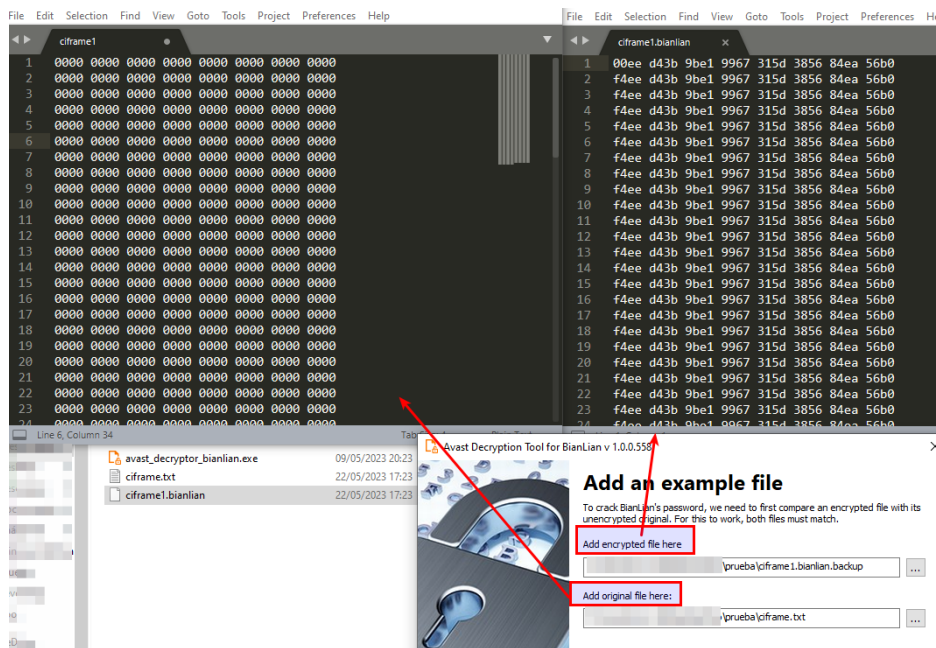 File Edit Selection Find View Goto Tools Project Preferences Help
ciframe1
1 0000 0000 0000 0000 0000 0000 0000 0000
2 0000 0000 0000 0000 0000 0000 0000 0000
3 0000 0000 0000 0000 0000 0000 0000 0000
4 0000 0000 0000 0000 0000 0000 0000 0000
5 0000 0000 0000 0000 0000 0000 0000 0000
6 0000 0000 0000 0000 0000 0000 0000 0000
7 0000 0000 0000 0000 0000 0000 0000 0000
8 0000 0000 0000 0000 0000 0000 0000 0000
9 0000 0000 0000 0000 0000 0000 0000 0000
10 0000 0000 0000 0000 0000 0000 0000 0000
11 0000 0000 0000 0000 0000 0000 0000 0000
12 0000 0000 0000 0000 0000 0000 0000 0000
13 0000 0000 0000 0000 0000 0000 0000 0000
14 0000 0000 0000 0000 0000 0000 0000 0000
15 0000 0000 0000 0000 0000 0000 0000 0000
16 0000 0000 0000 0000 0000 0000 0000 0000
17 0000 0000 0000 0000 0000 0000 0000 0000
18 0000 0000 0000 0000 0000 0000 0000 0000
19 0000 0000 0000 0000 0000 0000 0000 0000
20 0000 0000 0000 0000 0000 0000 0000 0000
21 0000 0000 0000 0000 0000 0000 0000 0000
22 0000 0000 0000 0000 0000 0000 0000 0000
23 0000 0000 0000 0000 0000 0000 0000 0000
24 0000 0000 0000 0000 0000 0000 0000 0000
Line 6, Column 34
File Edit Selection Find View Goto Tools Project Preferences
ciframe1.bianlian
1 00ee d43b 9be1 9967 315d 3856 84ea 56b0
2 f4ee d43b 9be1 9967 315d 3856 84ea 56b0
3 f4ee d43b 9be1 9967 315d 3856 84ea 56b0
4 f4ee d43b 9be1 9967 315d 3856 84ea 56b0
5 f4ee d43b 9be1 9967 315d 3856 84ea 56b0
6 f4ee d43b 9be1 9967 315d 3856 84ea 56b0
7 f4ee d43b 9be1 9967 315d 3856 84ea 56b0
8 f4ee d43b 9be1 9967 315d 3856 84ea 56b0
9 f4ee d43b 9be1 9967 315d 3856 84ea 56b0
10 f4ee d43b 9be1 9967 315d 3856 84ea 56b0
11 f4ee d43b 9be1 9967 315d 3856 84ea 56b0
12 f4ee d43b 9be1 9967 315d 3856 84ea 56b0
13 f4ee d43b 9be1 9967 315d 3856 84ea 56b0
14 f4ee d43b 9be1 9967 315d 3856 84ea 56b0
15 f4ee d43b 9be1 9967 315d 3856 84ea 56b0
16 f4ee d43b 9be1 9967 315d 3856 84ea 56b0
17 f4ee d43b 9be1 9967 315d 3856 84ea 56b0
18 f4ee d43b 9be1 9967 315d 3856 84ea 56b0
19 f4ee d43b 9be1 9967 315d 3856 84ea 56b0
20 f4ee d43b 9be1 9967 315d 3856 84ea 56b0
21 f4ee d43b 9be1 9967 315d 3856 84ea 56b0
22 f4ee d43b 9be1 9967 315d 3856 84ea 56b0
23 f4ee d43b 9be1 9967 315d 3856 84ea 56b0
24 f4ee d43b 9be1 9967 315d 3856 84ea 56b0
avast_decryptor_bianlian.exe 09/05/2023 20:23
ciframe.txt 22/05/2023 17:23
ciframe1.bianlian 22/05/2023 17:23
Avast Decryption Tool for BianLian v 1.0.0.558
Add an example file
To crack BianLian's password, we need to first compare an encrypted file with its
unencrypted original. For this to work, both files must match.
Add encrypted file here
\prueba\ciframe1.bianlian.backup
...
Add original file here:
\prueba\ciframe.txt
...